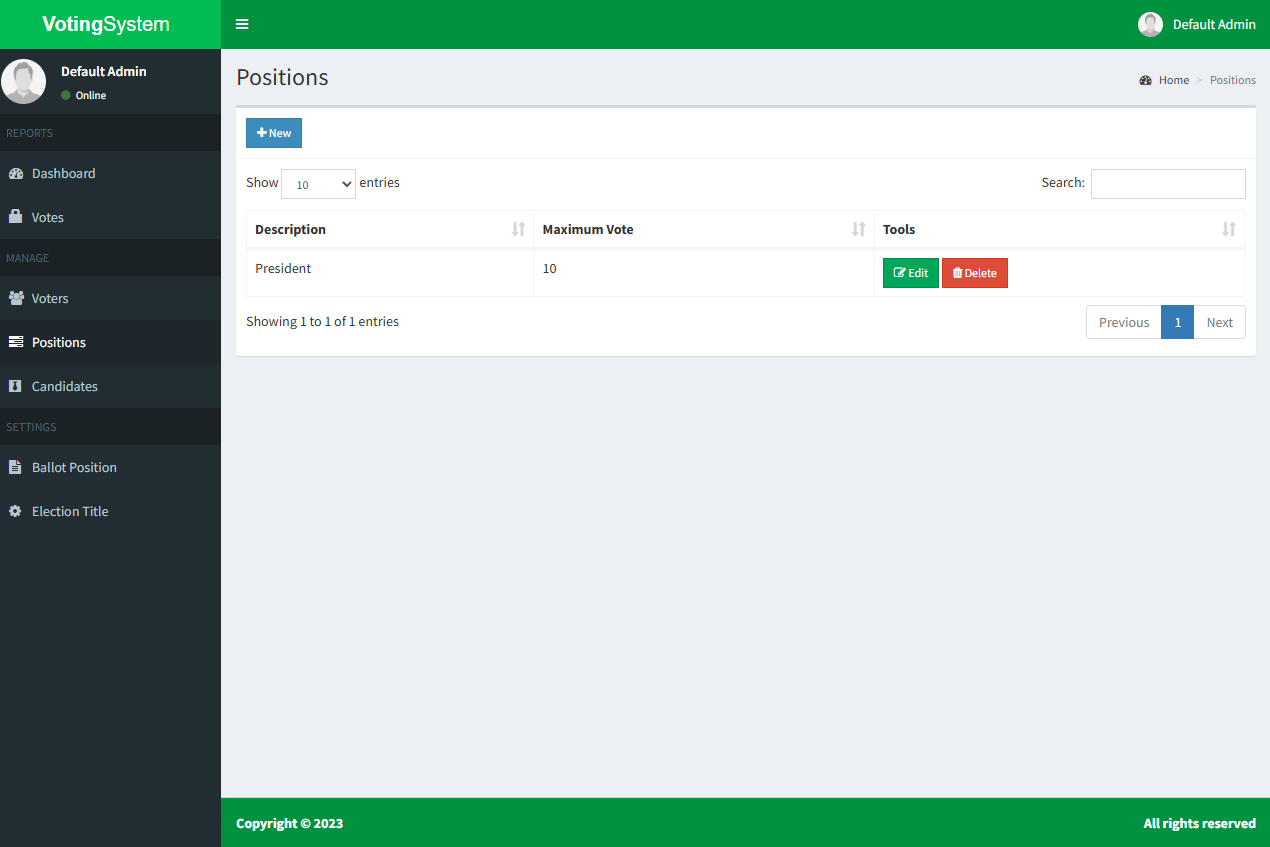 VotingSystem
Default Admin
Default Admin
Online
REPORTS
Dashboard
Votes
MANAGE
Voters
Positions
Candidates
SETTINGS
Ballot Position
Election Title
Positions
Home > Positions
New
Show 10 entries
Search:
Description Maximum Vote Tools
President 10 Edit Delete
Showing 1 to 1 of 1 entries
Previous 1 Next
Copyright © 2023
All rights reserved